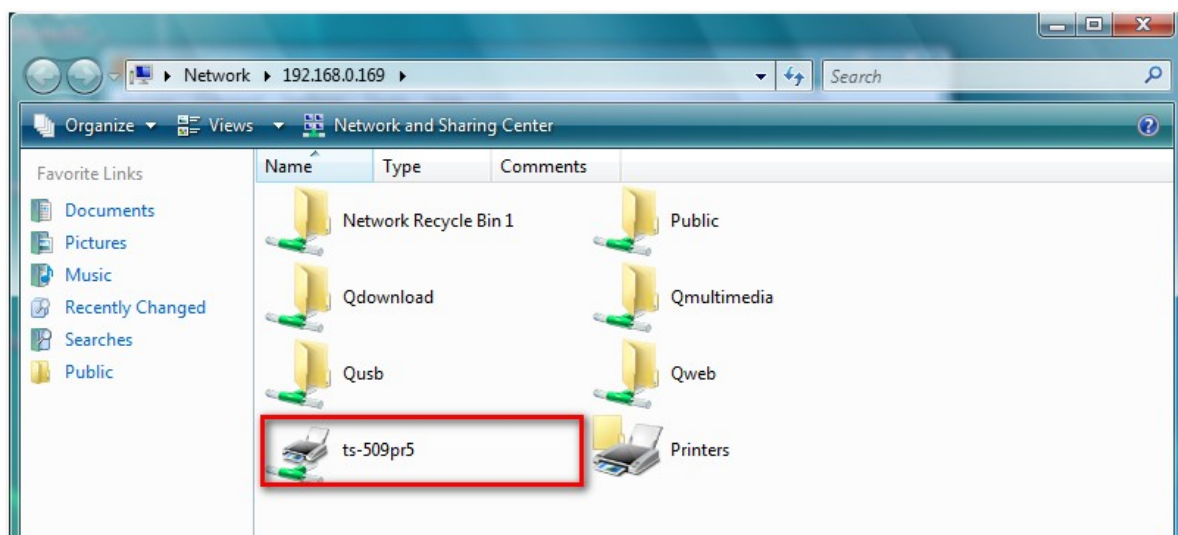 Network 192.168.0.169
Search
Organize Views Network and Sharing Center
Favorite Links
Documents
Pictures
Music
Recently Changed
Searches
Public
Name Type Comments
Network Recycle Bin 1 Public
Qdownload Qmultimedia
Qusb Qweb
ts-509pr5 Printers